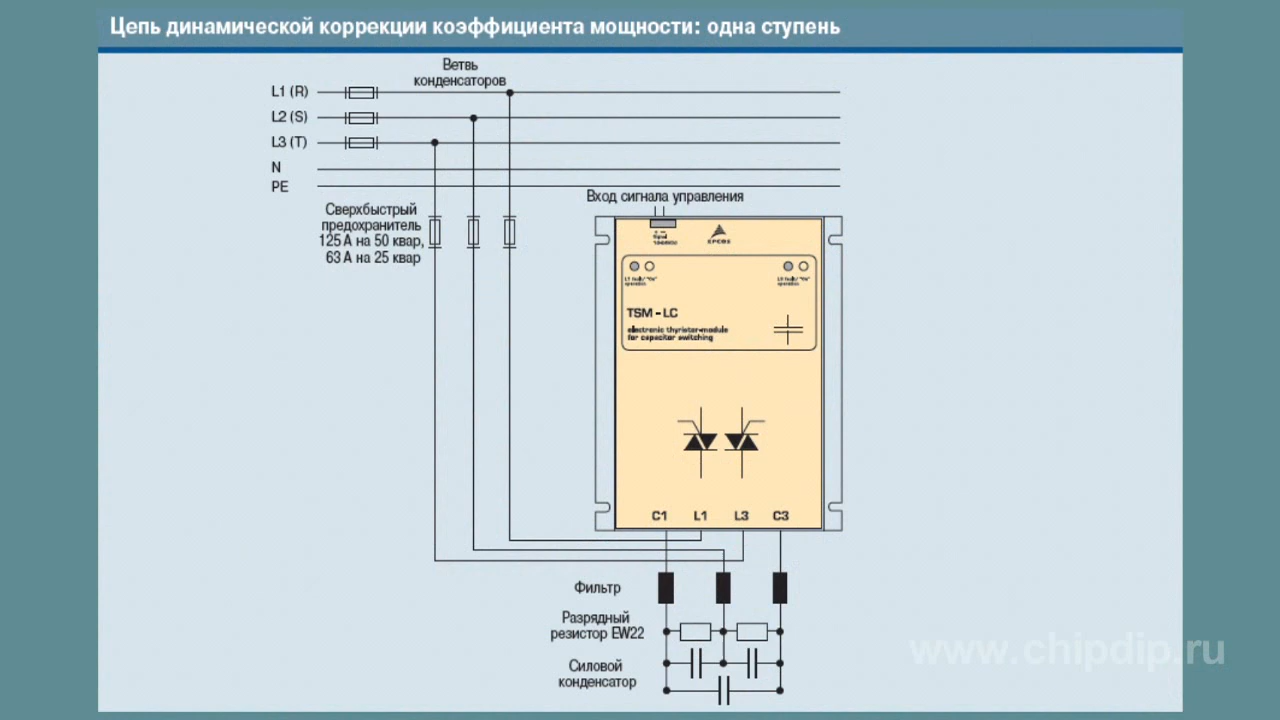 Цепь динамической коррекции коэффициента мощности: одна ступень
Ветвь
конденсаторов
L1 (R)
L2 (S)
L3 (T)
N
PE
Вход сигнала управления
Сверхбыстрый
предохранитель
125 А на 50 квар,
63 А на 25 квар
EPCOS
TSM – LC
electronic thyristor-module
for capacitor switching
C1 L1 L3 C3
Фильтр
Разрядный
резистор EW22
Силовой
конденсатор
www.chipdip.ru